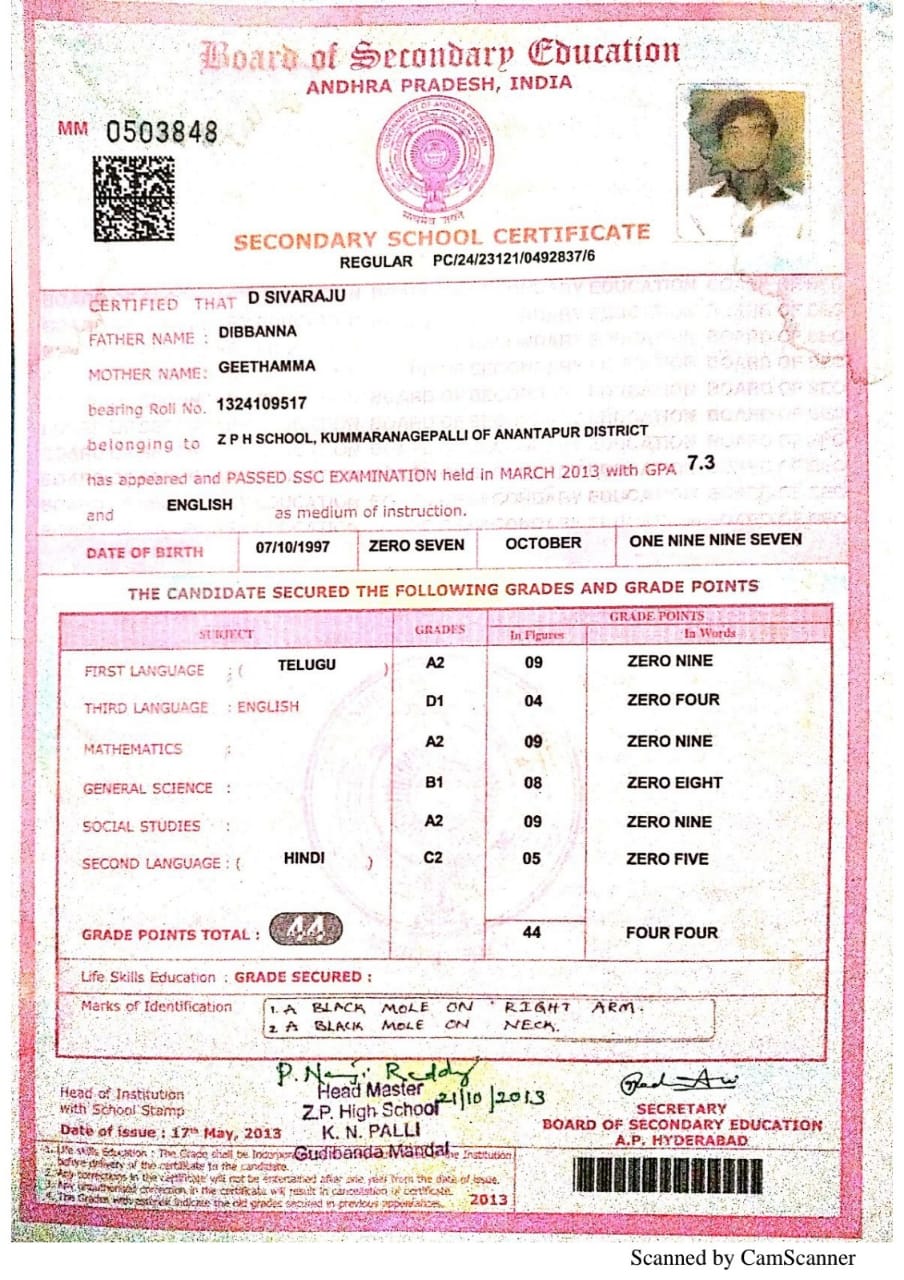 Board of Secondary Education
ANDHRA PRADESH, INDIA
MM 0503848
GOVERNMENT OF ANDHRA PRADESH
सत्यमेव जयते
SECONDARY SCHOOL CERTIFICATE
REGULAR PC/24/23121/0492837/6
CERTIFIED THAT D SIVARAJU
FATHER NAME : DIBBANNA
MOTHER NAME: GEETHAMMA
bearing Roll No. 1324109517
belonging to Z P H SCHOOL, KUMMARANAGEPALLI OF ANANTAPUR DISTRICT
has appeared and PASSED SSC EXAMINATION held in MARCH 2013 with GPA 7.3
and ENGLISH as medium of instruction.
DATE OF BIRTH 07/10/1997 ZERO SEVEN OCTOBER ONE NINE NINE SEVEN
THE CANDIDATE SECURED THE FOLLOWING GRADES AND GRADE POINTS
SUBJECT GRADES GRADE POINTS
In Figures In Words
FIRST LANGUAGE : ( TELUGU ) A2 09 ZERO NINE
THIRD LANGUAGE : ENGLISH D1 04 ZERO FOUR
MATHEMATICS : A2 09 ZERO NINE
GENERAL SCIENCE : B1 08 ZERO EIGHT
SOCIAL STUDIES : A2 09 ZERO NINE
SECOND LANGUAGE : ( HINDI ) C2 05 ZERO FIVE
GRADE POINTS TOTAL : 44 44 FOUR FOUR
Life Skills Education : GRADE SECURED :
Marks of Identification 1. A BLACK MOLE ON RIGHT ARM.
2 A BLACK MOLE ON NECK.
P. Nanji Reddy
Head of Institution Head Master 21/10/2013
with School Stamp Z.P. High School SECRETARY
Date of issue : 17th May, 2013 K. N. PALLI BOARD OF SECONDARY EDUCATION
Gudibanda Mandal A.P. HYDERABAD
1. Life skills Education : The Grade shall be Incorpor the Institution
before delivery of the certificate to the candidate.
2. Any corrections in the certificate will not be entertained after one year from the date of issue.
3. Any unauthorised correction in the certificate will result in cancellation of certificate.
4. The Grades with indicate the old grades secured in previous appearances. 2013
Scanned by CamScanner